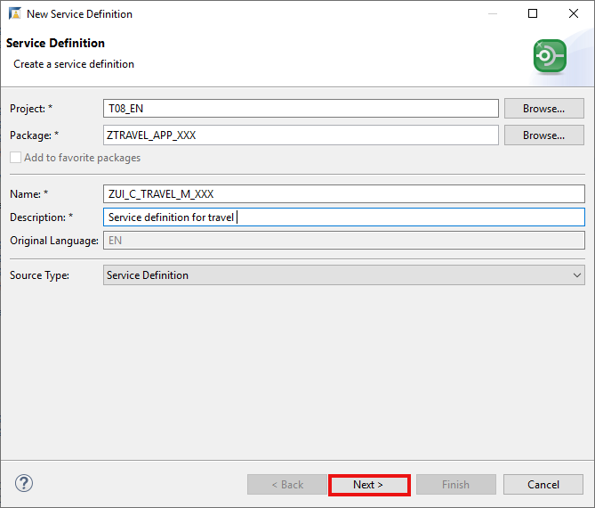 New Service Definition
Service Definition
Create a service definition
Project: * T08_EN Browse...
Package: * ZTRAVEL_APP_XXX Browse...
Add to favorite packages
Name: * ZUI_C_TRAVEL_M_XXX
Description: * Service definition for travel
Original Language: EN
Source Type: Service Definition
? < Back Next > Finish Cancel